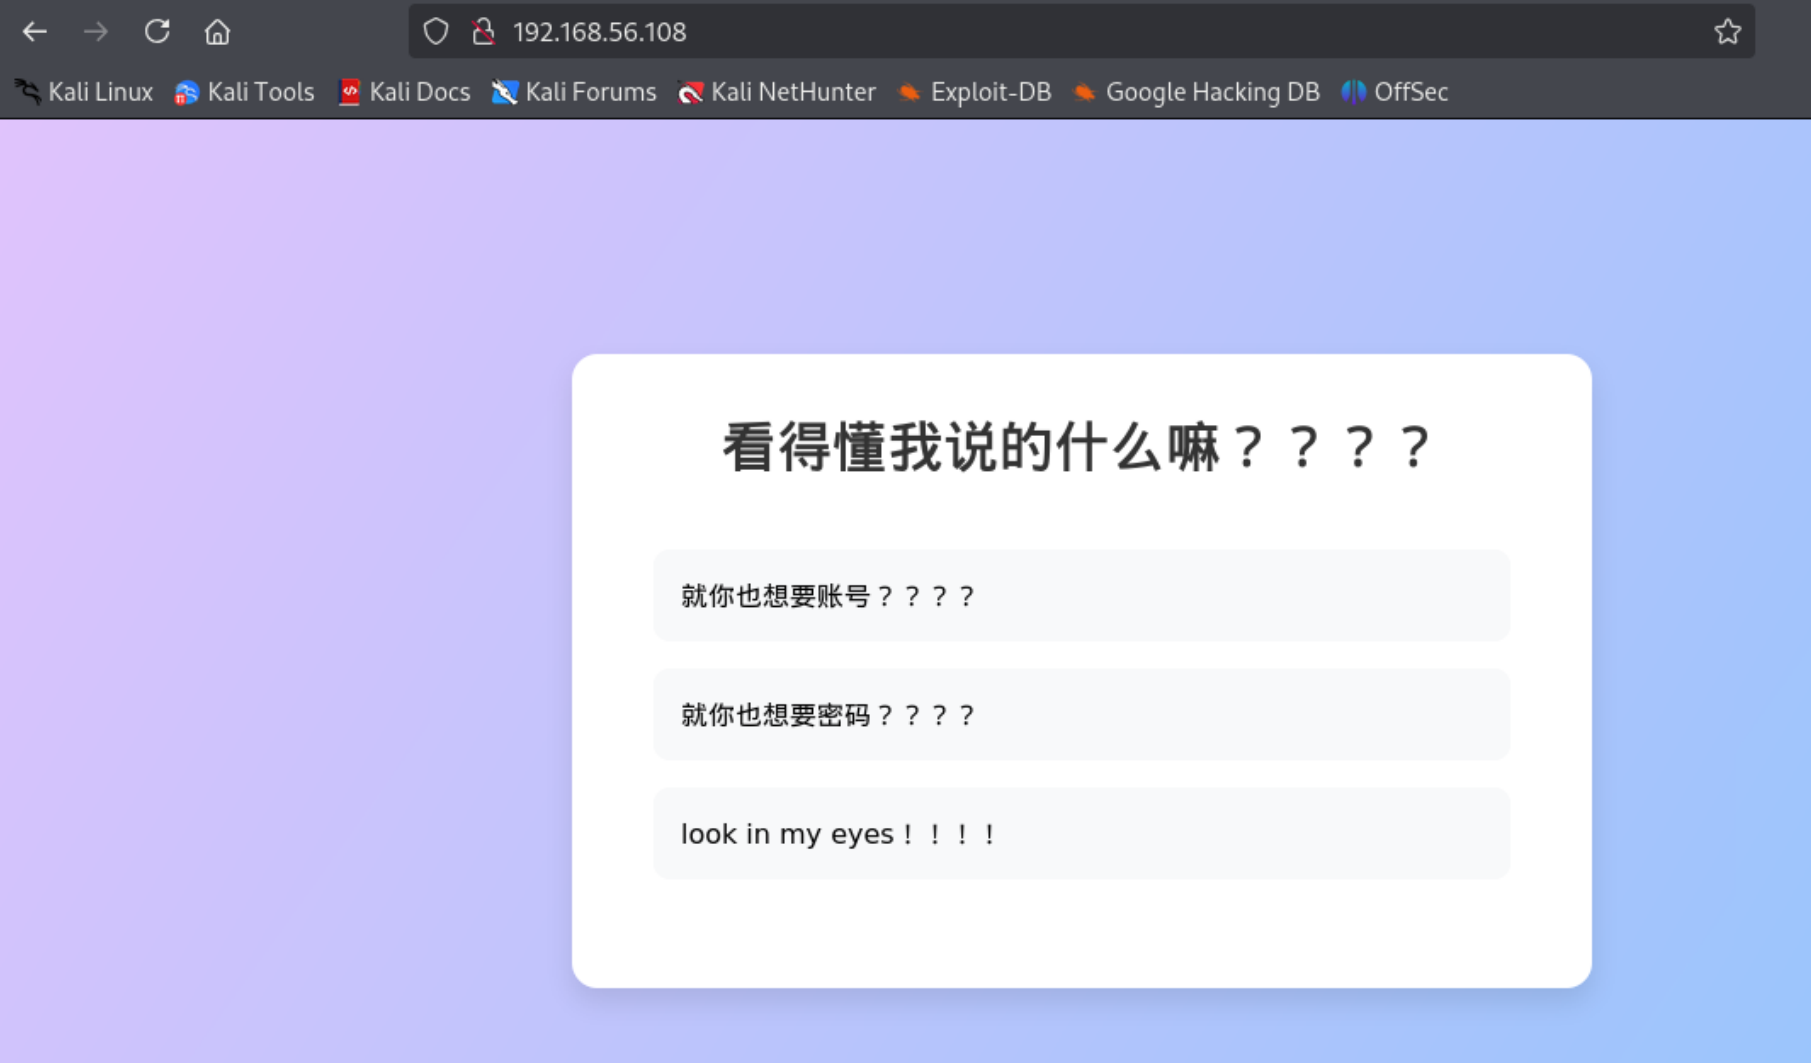 192.168.56.108
Kali Linux Kali Tools Kali Docs Kali Forums Kali NetHunter Exploit-DB Google Hacking DB OffSec
看得懂我说的什么嘛？？？？
就你也想要账号？？？？
就你也想要密码？？？？
look in my eyes！！！！